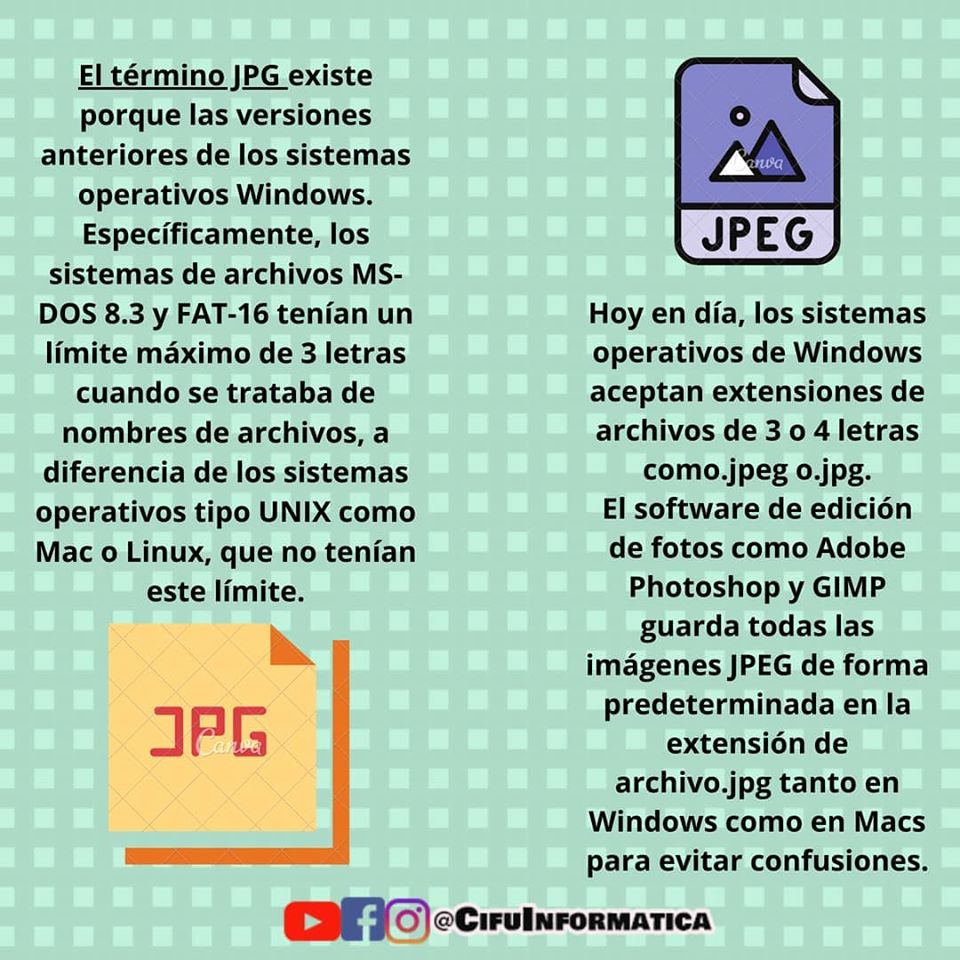 El término JPG existe
porque las versiones
anteriores de los sistemas
operativos Windows.
Específicamente, los
sistemas de archivos MS-
DOS 8.3 y FAT-16 tenían un
límite máximo de 3 letras
cuando se trataba de
nombres de archivos, a
diferencia de los sistemas
operativos tipo UNIX como
Mac o Linux, que no tenían
este límite.
JPG
Canva
Canva
JPEG
Hoy en día, los sistemas
operativos de Windows
aceptan extensiones de
archivos de 3 o 4 letras
como.jpeg o.jpg.
El software de edición
de fotos como Adobe
Photoshop y GIMP
guarda todas las
imágenes JPEG de forma
predeterminada en la
extensión de
archivo.jpg tanto en
Windows como en Macs
para evitar confusiones.
@CIFUINFORMATICA